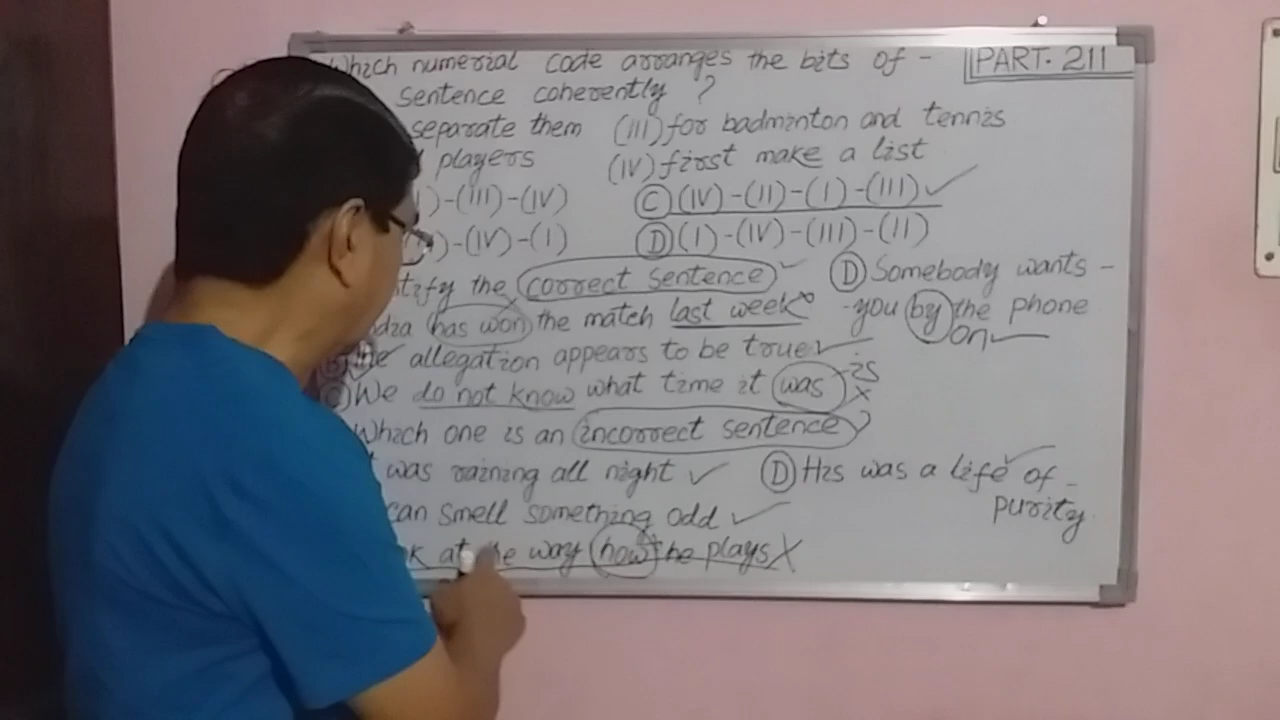 Which numerial code arranges the bits of -
PART. 211
sentence coherently ?
separate them (III) for badminton and tennis
players (IV) first make a list
)-(III)-(IV) (C) (IV)-(II)-(I)-(III) ✓
)-(IV)-(I) (D) (I)-(IV)-(III)-(II)
tify the correct sentence ✓ (D) Somebody wants -
dia has won the match last week x -you by the phone
on ✓
(B) The allegation appears to be true ✓
is
(C) We do not know what time it was x
Which one is an incorrect sentence ?
was raining all night ✓ (D) His was a life of -
purity.
can smell something odd ✓
k at the way how he plays X